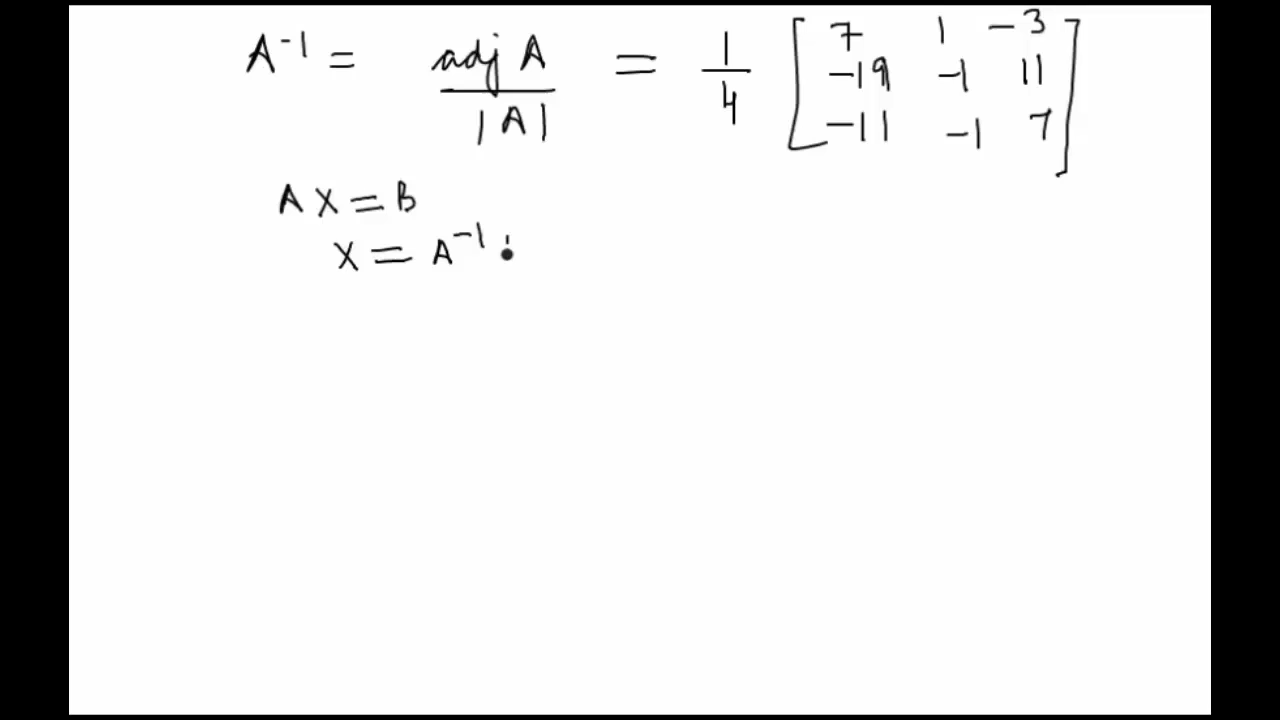 A⁻¹ = adj A / |A| = 1/4 [ 7 1 -3
-19 -1 11
-11 -1 7 ]
AX = B
X = A⁻¹